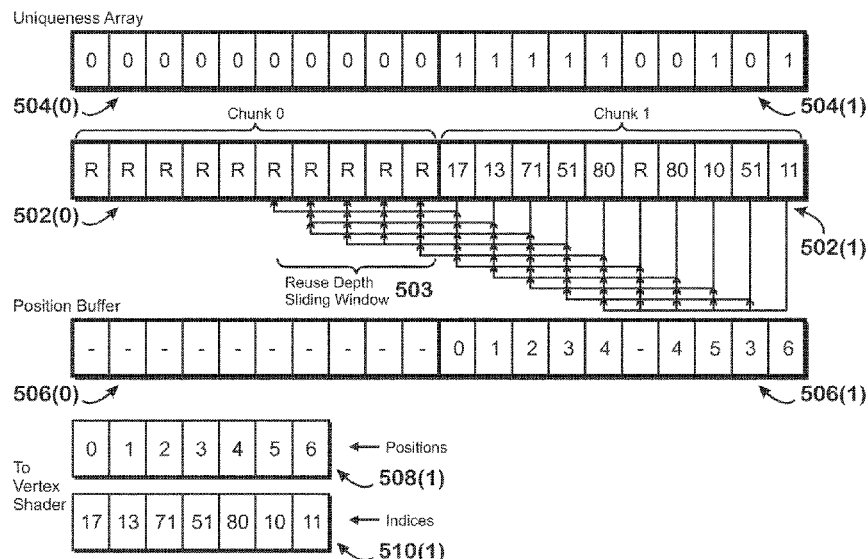 Uniqueness Array
0 0 0 0 0 0 0 0 0 0 1 1 1 1 1 0 0 1 0 1
504(0) 504(1)
Chunk 0 Chunk 1
R R R R R R R R R R 17 13 71 51 80 R 80 10 51 11
502(0) 502(1)
Reuse Depth
Sliding Window 503
Position Buffer
- - - - - - - - - - 0 1 2 3 4 - 4 5 3 6
506(0) 506(1)
To
Vertex
Shader
0 1 2 3 4 5 6 Positions
508(1)
17 13 71 51 80 10 11 Indices
510(1)